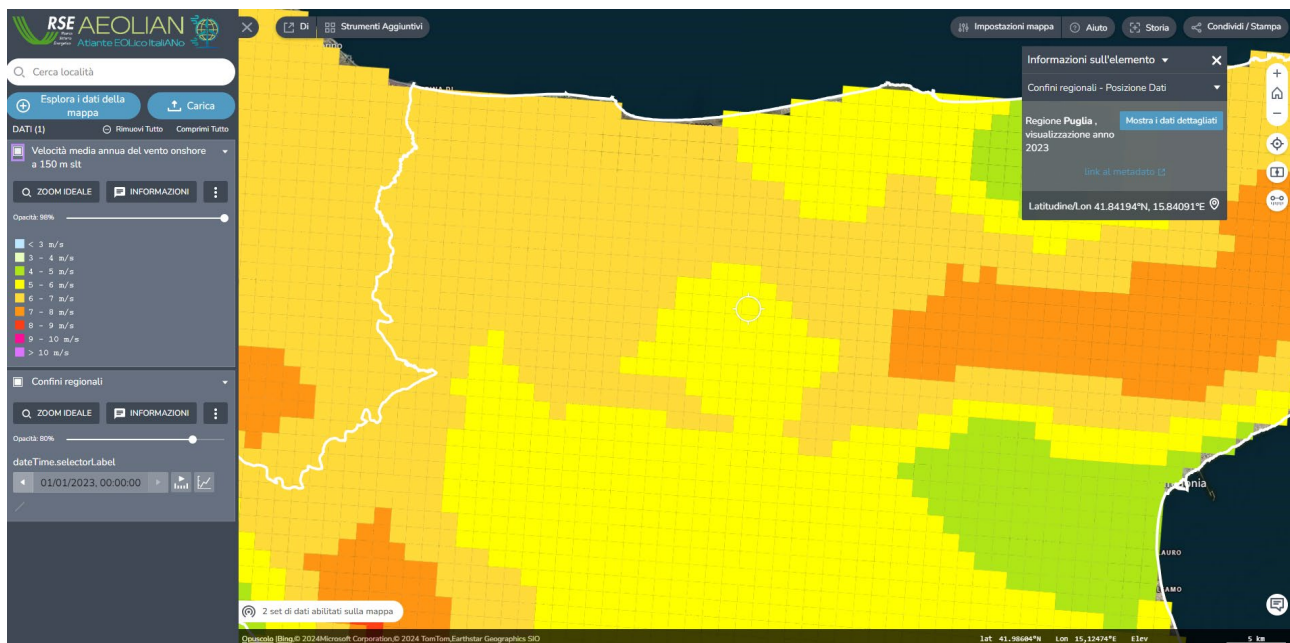 RSE AEOLIAN
Ricerca Sistema Energetico
Atlante EOLico ItaliANo
Di
Strumenti Aggiuntivi
Impostazioni mappa
Aiuto
Storia
Condividi / Stampa
Cerca località
Esplora i dati della mappa
Carica
DATI (1)
Rimuovi Tutto
Comprimi Tutto
Velocità media annua del vento onshore
a 150 m slt
ZOOM IDEALE
INFORMAZIONI
Opacità: 98%
< 3 m/s
3 - 4 m/s
4 - 5 m/s
5 - 6 m/s
6 - 7 m/s
7 - 8 m/s
8 - 9 m/s
9 - 10 m/s
> 10 m/s
Confini regionali
ZOOM IDEALE
INFORMAZIONI
Opacità: 80%
dateTime.selectorLabel
01/01/2023, 00:00:00
Informazioni sull'elemento
Confini regionali - Posizione Dati
Regione Puglia ,
visualizzazione anno
2023
Mostra i dati dettagliati
link al metadato
Latitudine/Lon 41.84194°N, 15.84091°E
onia
AURO
AMO
2 set di dati abilitati sulla mappa
Opuscolo |Bing,© 2024Microsoft Corporation,© 2024 TomTom,Earthstar Geographics SIO
lat 41.98604°N Lon 15,12474°E Elev
5 km